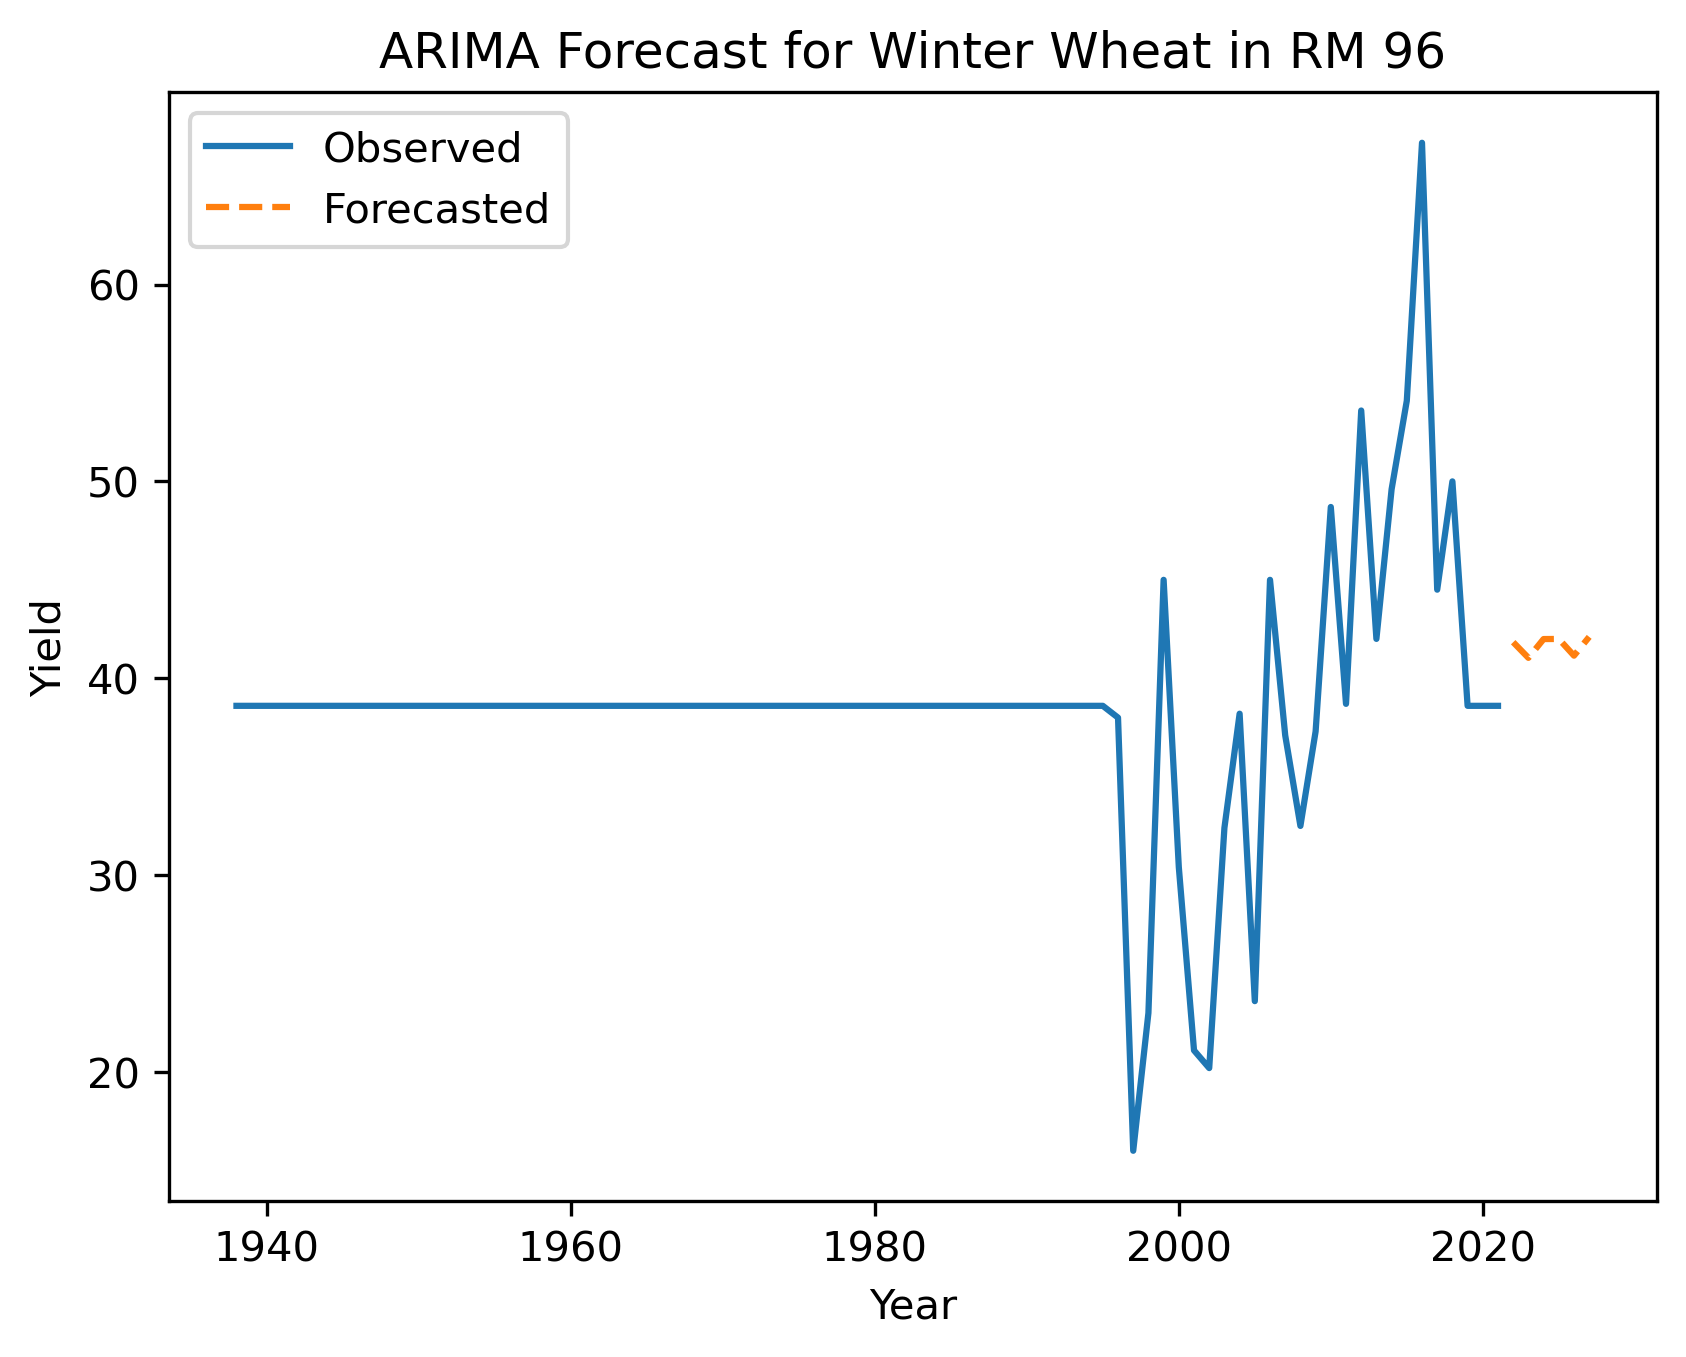 ARIMA Forecast for Winter Wheat in RM 96
Observed
Forecasted
60
50
40
30
20
Yield
1940 1960 1980 2000 2020
Year